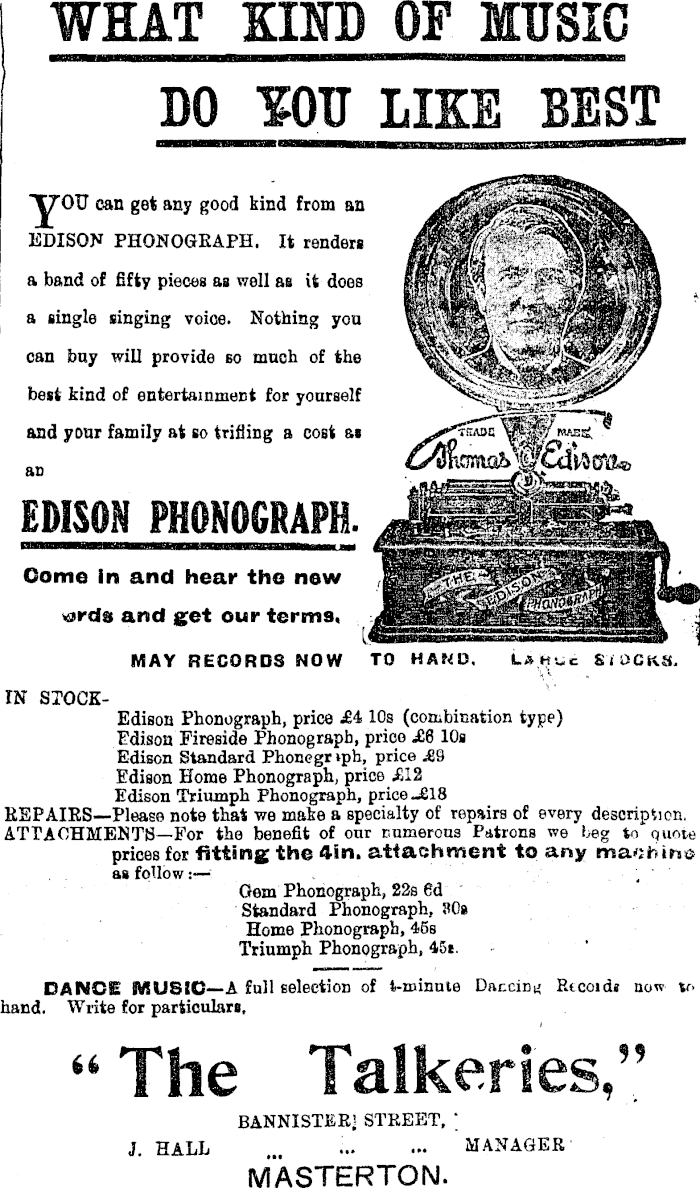 WHAT KIND OF MUSIC
DO YOU LIKE BEST
YOU can get any good kind from an
EDISON PHONOGRAPH. It renders
a band of fifty pieces as well as it does
a single singing voice. Nothing you
can buy will provide so much of the
best kind of entertainment for yourself
and your family at so trifling a cost as
an
EDISON PHONOGRAPH.
Come in and hear the new
ords and get our terms.
TRADE MARK
Thomas A Edison
THE EDISON PHONOGRAPH
MAY RECORDS NOW TO HAND. LARGE STOCKS.
IN STOCK-
Edison Phonograph, price £4 10s (combination type)
Edison Fireside Phonograph, price £6 10s
Edison Standard Phonograph, price £9
Edison Home Phonograph, price £12
Edison Triumph Phonograph, price £18
REPAIRS—Please note that we make a specialty of repairs of every description.
ATTACHMENTS—For the benefit of our numerous Patrons we beg to quote
prices for fitting the 4in. attachment to any machine
as follow:—
Gem Phonograph, 22s 6d
Standard Phonograph, 30s
Home Phonograph, 45s
Triumph Phonograph, 45s.
DANCE MUSIC—A full selection of 4-minute Dancing Records now to
hand. Write for particulars.
"The Talkeries,"
BANNISTER STREET,
J. HALL ... ... ... MANAGER
MASTERTON.